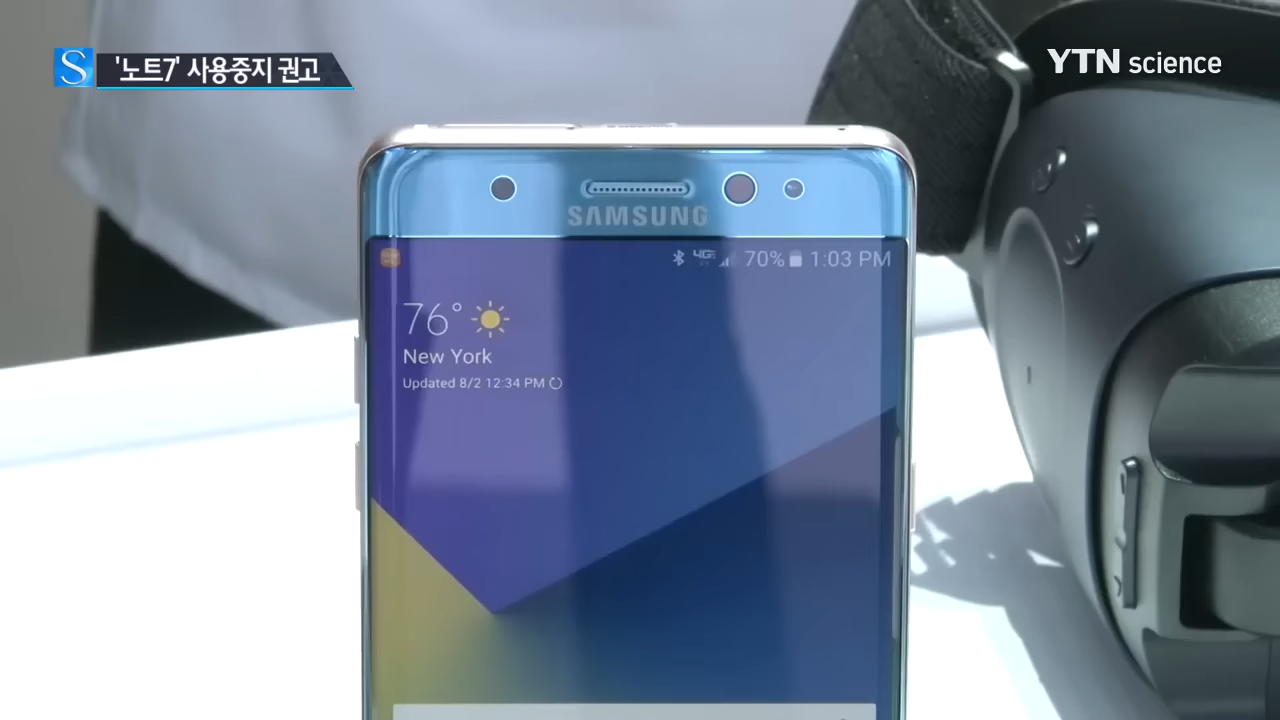 S '노트7' 사용중지 권고
YTN science
SAMSUNG
4G 70% 1:03 PM
76°
New York
Updated 8/2 12:34 PM